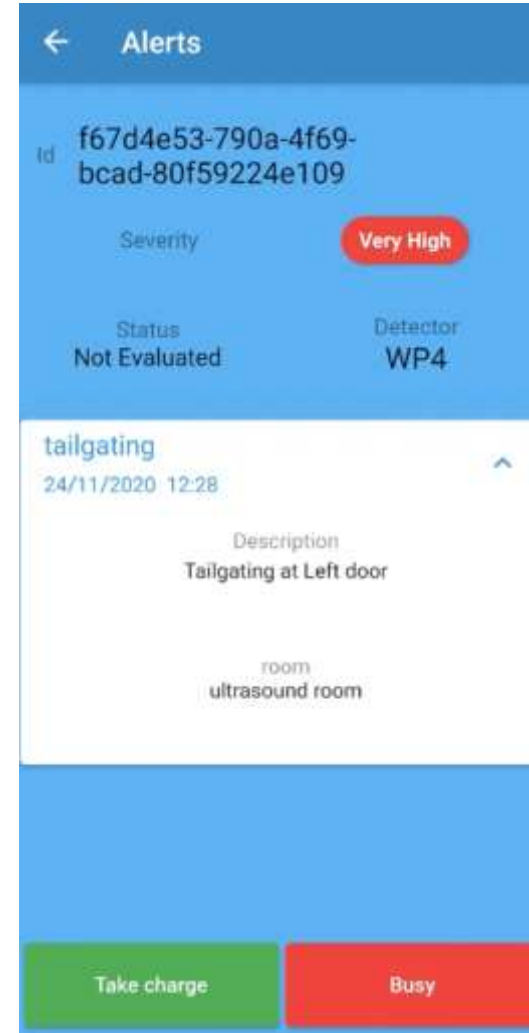 Alerts
Id
f67d4e53-790a-4f69-
bcad-80f59224e109
Severity
Very High
Status
Detector
Not Evaluated
WP4
tailgating
24/11/2020 12:28
Description
Tailgating at Left door
room
ultrasound room
Take charge
Busy